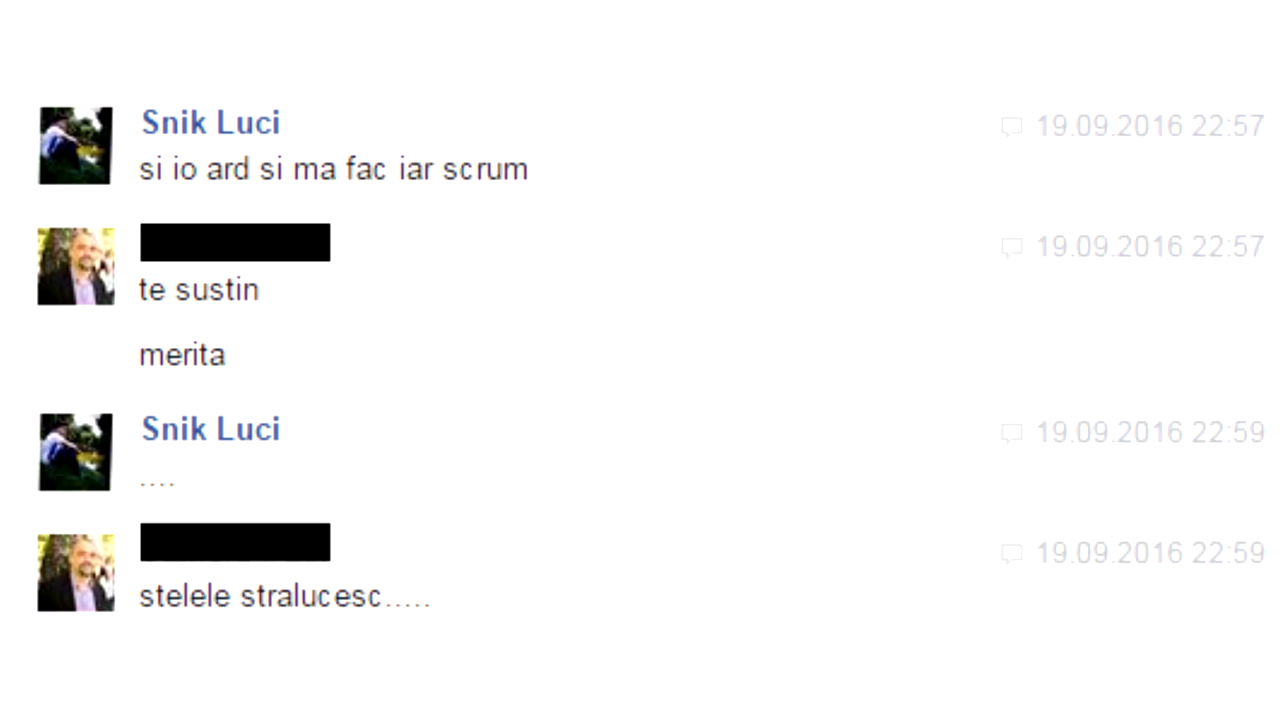 Snik Luci 19.09.2016 22:57
si io ard si ma fac iar scrum
19.09.2016 22:57
te sustin
merita
Snik Luci 19.09.2016 22:59
....
19.09.2016 22:59
stelele stralucesc.....